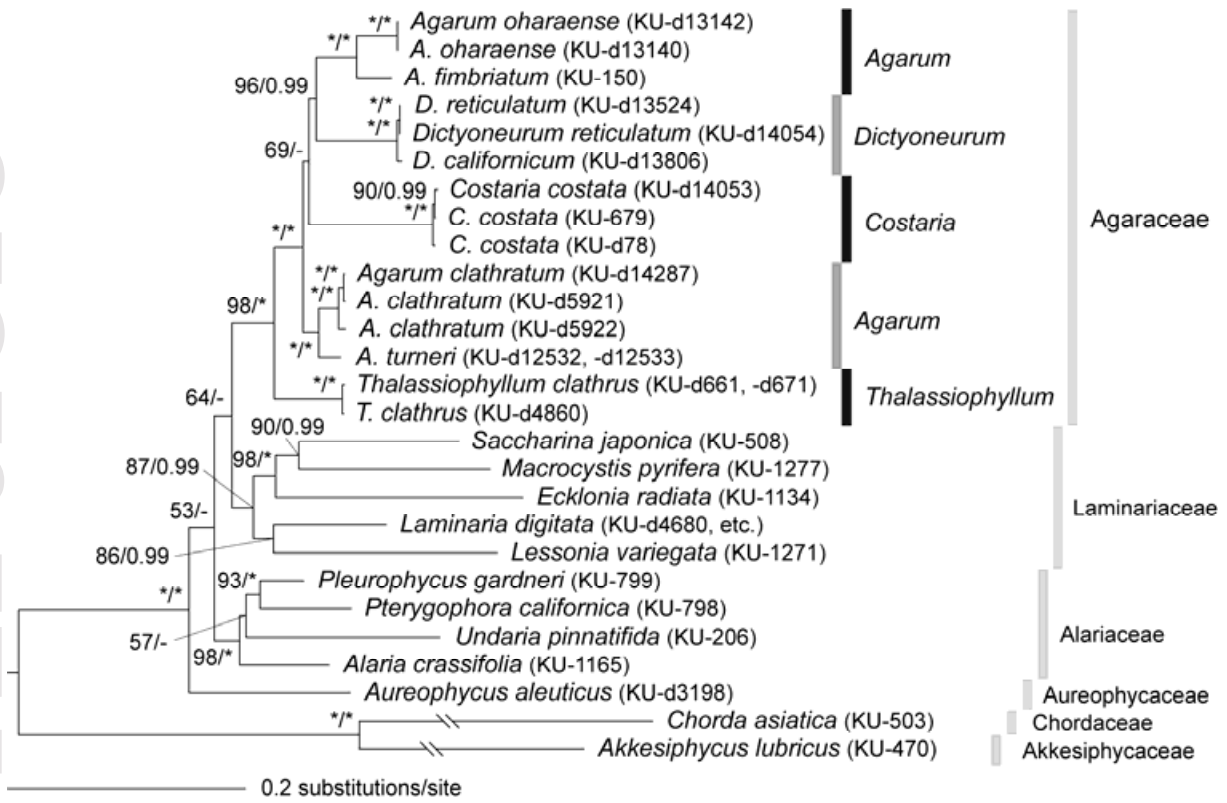 Agarum oharaense (KU-d13142)
A. oharaense (KU-d13140)
A. fimbriatum (KU-150)
D. reticulatum (KU-d13524)
Dictyoneurum reticulatum (KU-d14054)
D. californicum (KU-d13806)
Costaria costata (KU-d14053)
C. costata (KU-679)
C. costata (KU-d78)
Agarum clathratum (KU-d14287)
A. clathratum (KU-d5921)
A. clathratum (KU-d5922)
A. turneri (KU-d12532, -d12533)
Thalassiophyllum clathrus (KU-d661, -d671)
T. clathrus (KU-d4860)
Saccharina japonica (KU-508)
Macrocystis pyrifera (KU-1277)
Ecklonia radiata (KU-1134)
Laminaria digitata (KU-d4680, etc.)
Lessonia variegata (KU-1271)
Pleurophycus gardneri (KU-799)
Pterygophora californica (KU-798)
Undaria pinnatifida (KU-206)
Alaria crassifolia (KU-1165)
Aureophycus aleuticus (KU-d3198)
Chorda asiatica (KU-503)
Akkesiphycus lubricus (KU-470)
*/*
*/*
96/0.99
*/*
*/*
69/-
90/0.99
*/*
*/*
*/*
*/*
98/*
*/*
*/*
64/-
90/0.99
98/*
87/0.99
53/-
86/0.99
93/*
*/*
57/-
98/*
*/*
0.2 substitutions/site
Agarum
Dictyoneurum
Costaria
Agarum
Thalassiophyllum
Agaraceae
Laminariaceae
Alariaceae
Aureophycaceae
Chordaceae
Akkesiphycaceae